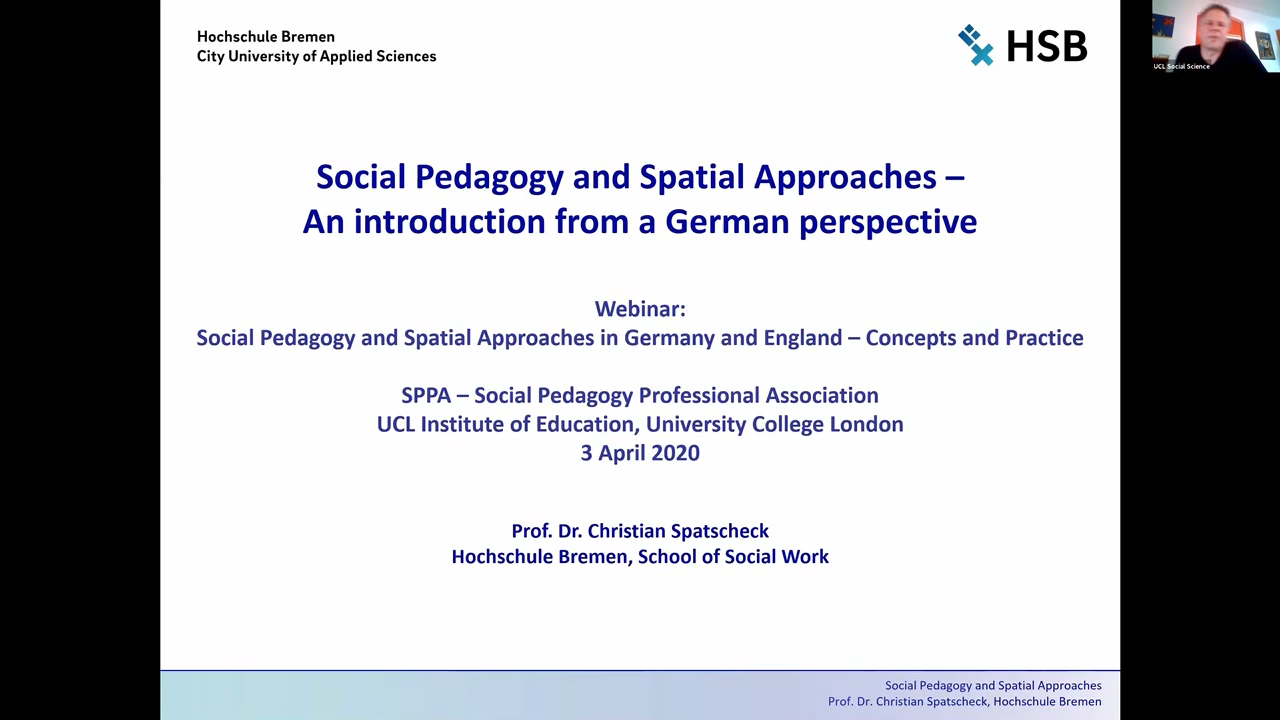 Hochschule Bremen
City University of Applied Sciences
HSB
UCL Social Science
Social Pedagogy and Spatial Approaches –
An introduction from a German perspective
Webinar:
Social Pedagogy and Spatial Approaches in Germany and England – Concepts and Practice
SPPA – Social Pedagogy Professional Association
UCL Institute of Education, University College London
3 April 2020
Prof. Dr. Christian Spatscheck
Hochschule Bremen, School of Social Work
Social Pedagogy and Spatial Approaches
Prof. Dr. Christian Spatscheck, Hochschule Bremen